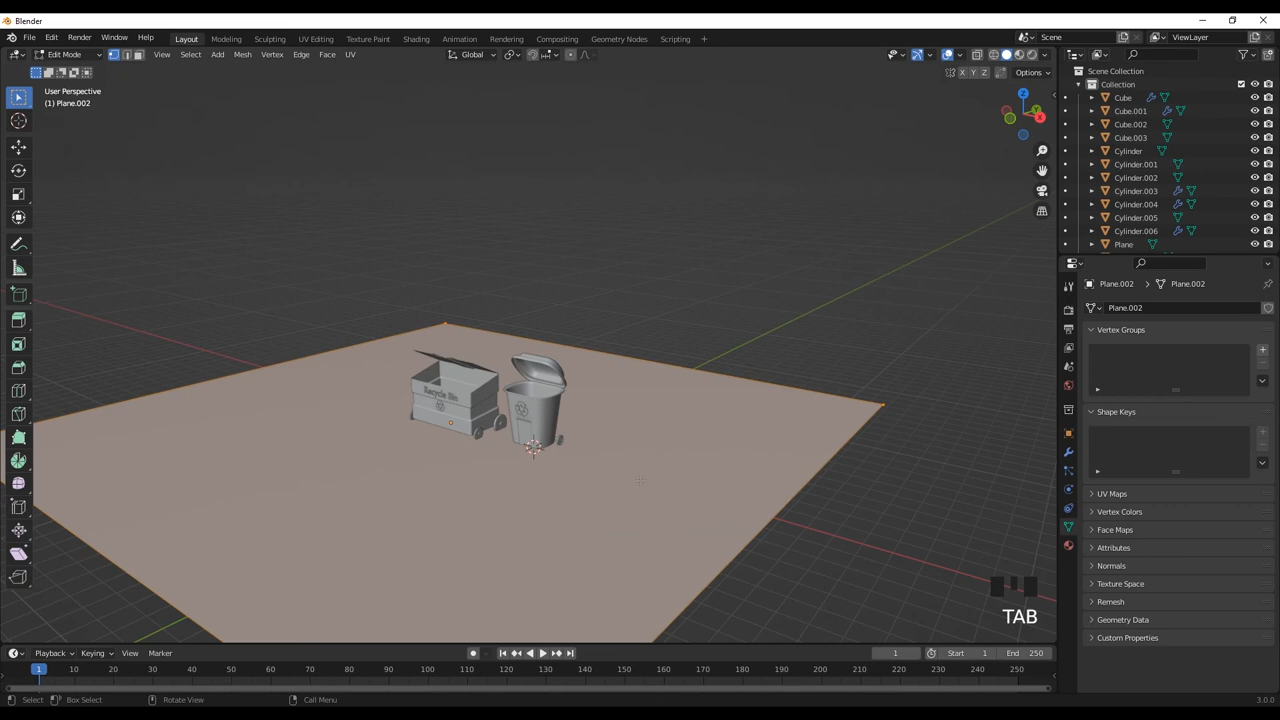 Blender
File Edit Render Window Help Layout Modeling Sculpting UV Editing Texture Paint Shading Animation Rendering Compositing Geometry Nodes Scripting + Scene ViewLayer
Edit Mode View Select Add Mesh Vertex Edge Face UV Global
X Y Z Options
User Perspective
(1) Plane.002
Z
Y
X
Recycle Bin
TAB
Scene Collection
Collection
Cube
Cube.001
Cube.002
Cube.003
Cylinder
Cylinder.001
Cylinder.002
Cylinder.003
Cylinder.004
Cylinder.005
Cylinder.006
Plane
Plane.002 Plane.002
Plane.002
Vertex Groups
Shape Keys
UV Maps
Vertex Colors
Face Maps
Attributes
Normals
Texture Space
Remesh
Geometry Data
Custom Properties
Playback Keying View Marker 1 Start 1 End 250
1 10 20 30 40 50 60 70 80 90 100 110 120 130 140 150 160 170 180 190 200 210 220 230 240 250
Select Box Select Rotate View Call Menu 3.0.0